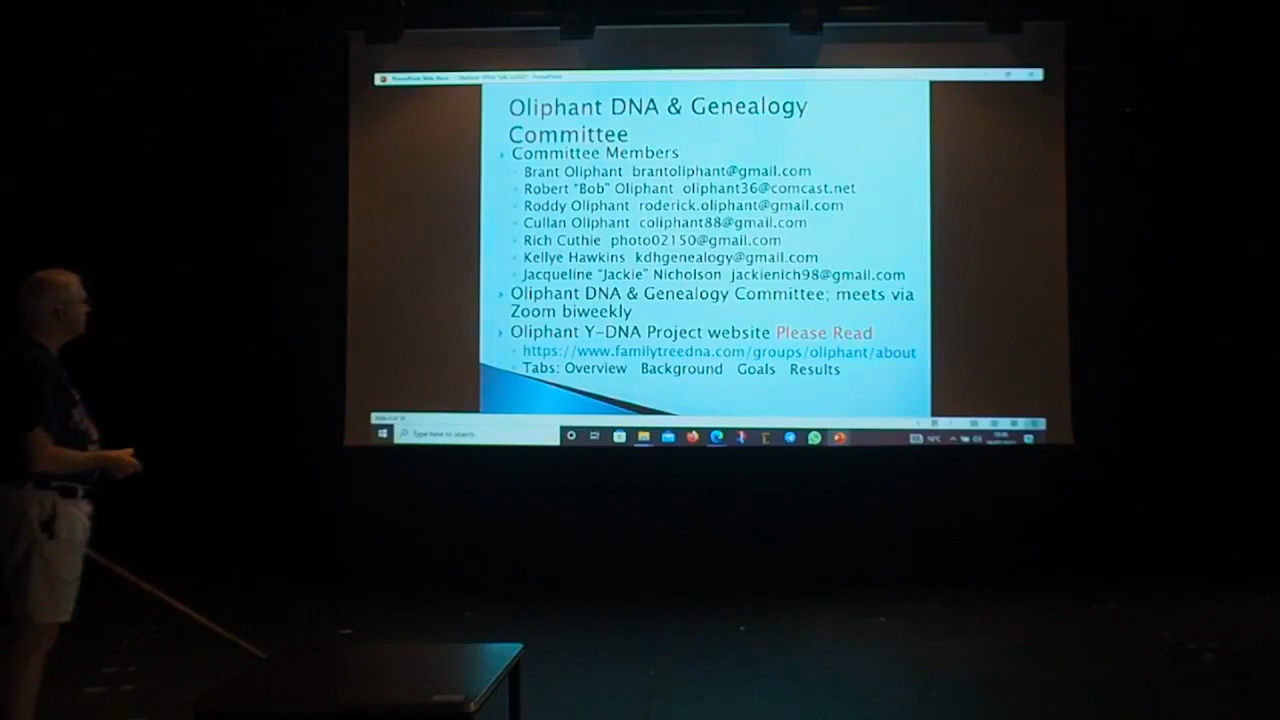 Oliphant DNA & Genealogy
Committee
Committee Members
Brant Oliphant brantoliphant@gmail.com
Robert "Bob" Oliphant oliphant36@comcast.net
Roddy Oliphant roderick.oliphant@gmail.com
Cullan Oliphant coliphant88@gmail.com
Rich Cuthie photo02150@gmail.com
Kellye Hawkins kdhgenealogy@gmail.com
Jacqueline "Jackie" Nicholson jackienich98@gmail.com
Oliphant DNA & Genealogy Committee; meets via
Zoom biweekly
Oliphant Y-DNA Project website Please Read
https://www.familytreedna.com/groups/oliphant/about
Tabs: Overview Background Goals Results
Type here to search